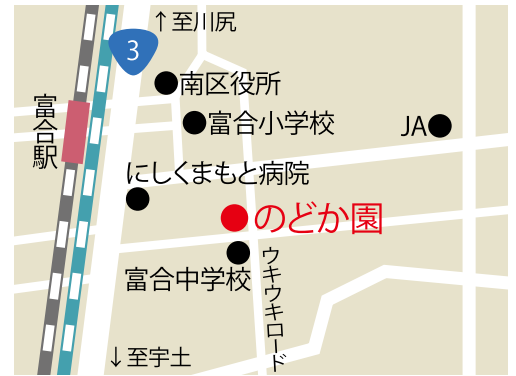 ↑至川尻
3
南区役所
富合小学校
JA
富合駅
にしくまもと病院
のどか園
富合中学校
ウキウキロード
↓至宇土